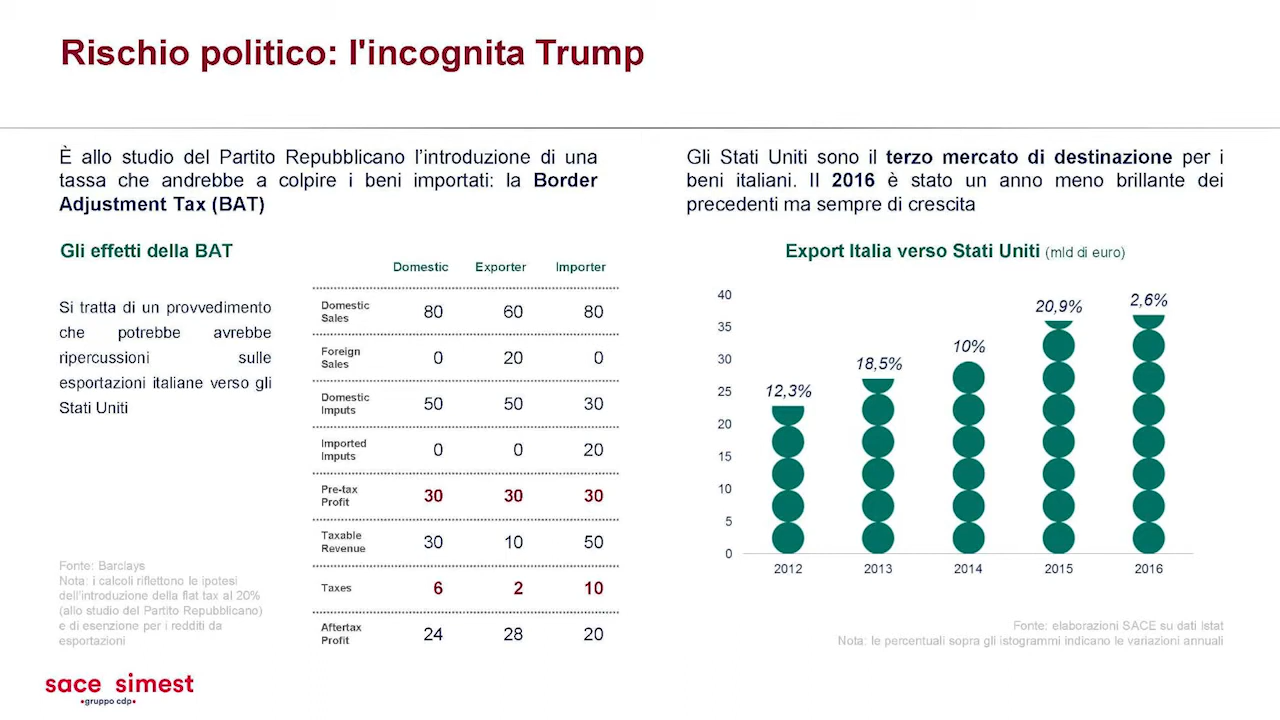 Rischio politico: l'incognita Trump
È allo studio del Partito Repubblicano l'introduzione di una
tassa che andrebbe a colpire i beni importati: la Border
Adjustment Tax (BAT)
Gli effetti della BAT
Si tratta di un provvedimento
che potrebbe avrebbe
ripercussioni sulle
esportazioni italiane verso gli
Stati Uniti
Domestic Exporter Importer
Domestic
Sales
80 60 80
Foreign
Sales
0 20 0
Domestic
Imputs
50 50 30
Imported
Imputs
0 0 20
Pre-tax
Profit
30 30 30
Taxable
Revenue
30 10 50
Taxes 6 2 10
Aftertax
Profit
24 28 20
Fonte: Barclays
Nota: i calcoli riflettono le ipotesi
dell'introduzione della flat tax al 20%
(allo studio del Partito Repubblicano)
e di esenzione per i redditi da
esportazioni
Gli Stati Uniti sono il terzo mercato di destinazione per i
beni italiani. Il 2016 è stato un anno meno brillante dei
precedenti ma sempre di crescita
Export Italia verso Stati Uniti (mld di euro)
40
35
30
25
20
15
10
5
0
12,3%
18,5%
10%
20,9%
2,6%
2012 2013 2014 2015 2016
Fonte: elaborazioni SACE su dati Istat
Nota: le percentuali sopra gli istogrammi indicano le variazioni annuali
sace simest
•gruppo cdp•